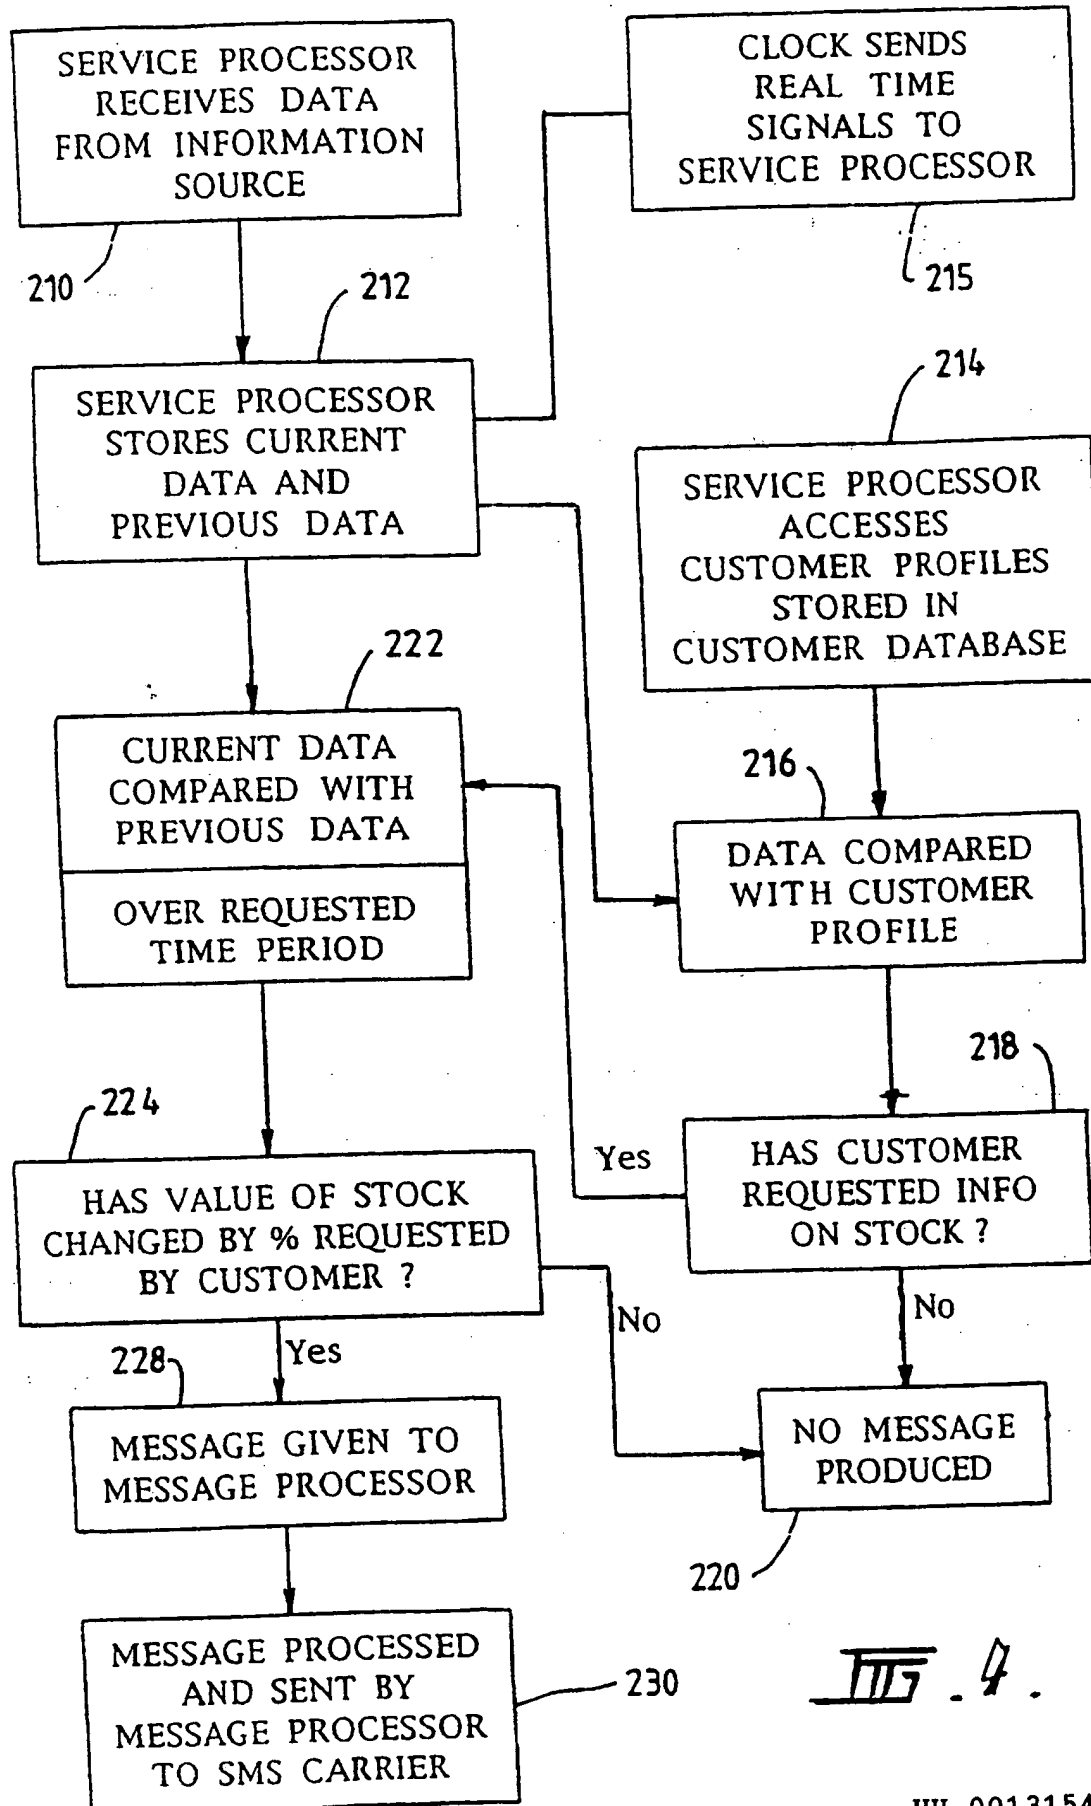 SERVICE PROCESSOR
RECEIVES DATA
FROM INFORMATION
SOURCE
210
CLOCK SENDS
REAL TIME
SIGNALS TO
SERVICE PROCESSOR
215
212
SERVICE PROCESSOR
STORES CURRENT
DATA AND
PREVIOUS DATA
214
SERVICE PROCESSOR
ACCESSES
CUSTOMER PROFILES
STORED IN
CUSTOMER DATABASE
222
CURRENT DATA
COMPARED WITH
PREVIOUS DATA
OVER REQUESTED
TIME PERIOD
216
DATA COMPARED
WITH CUSTOMER
PROFILE
218
HAS CUSTOMER
REQUESTED INFO
ON STOCK ?
Yes
No
224
HAS VALUE OF STOCK
CHANGED BY % REQUESTED
BY CUSTOMER ?
No
Yes
228
MESSAGE GIVEN TO
MESSAGE PROCESSOR
NO MESSAGE
PRODUCED
220
MESSAGE PROCESSED
AND SENT BY
MESSAGE PROCESSOR
TO SMS CARRIER
230
FIG. 4.